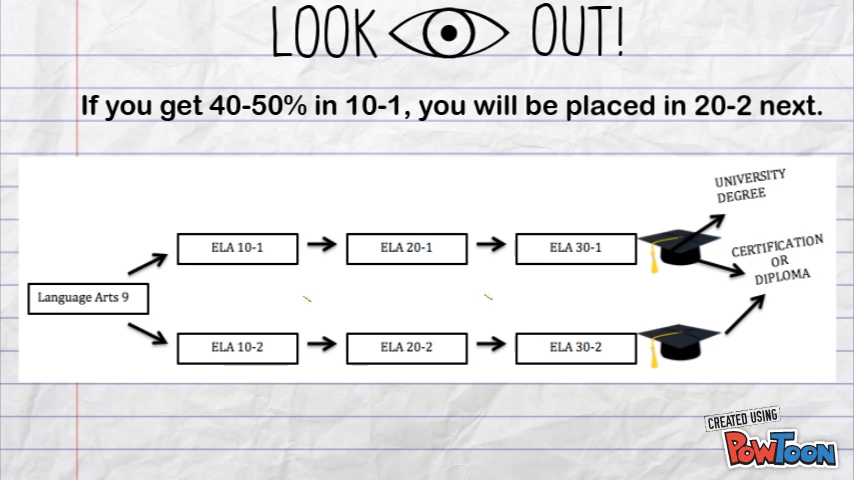 LOOK OUT!
If you get 40-50% in 10-1, you will be placed in 20-2 next.
UNIVERSITY
DEGREE
ELA 10-1
ELA 20-1
ELA 30-1
CERTIFICATION
OR
DIPLOMA
Language Arts 9
ELA 10-2
ELA 20-2
ELA 30-2
CREATED USING
POWTOON